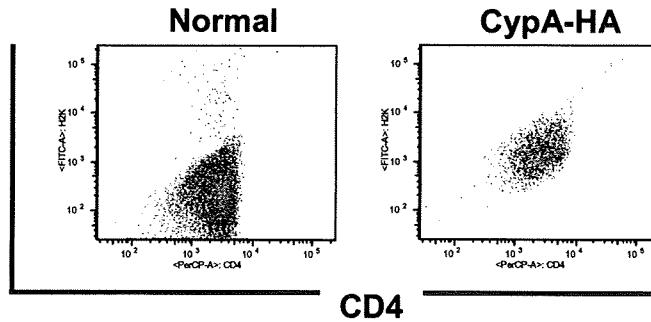 Normal
CypA-HA
10⁵
10⁴
10³
10²
<FITC-A>: H2K
10² 10³ 10⁴ 10⁵
<PerCP-A>: CD4
10⁵
10⁴
10³
10²
<FITC-A>: H2K
10² 10³ 10⁴ 10⁵
<PerCP-A>: CD4
CD4